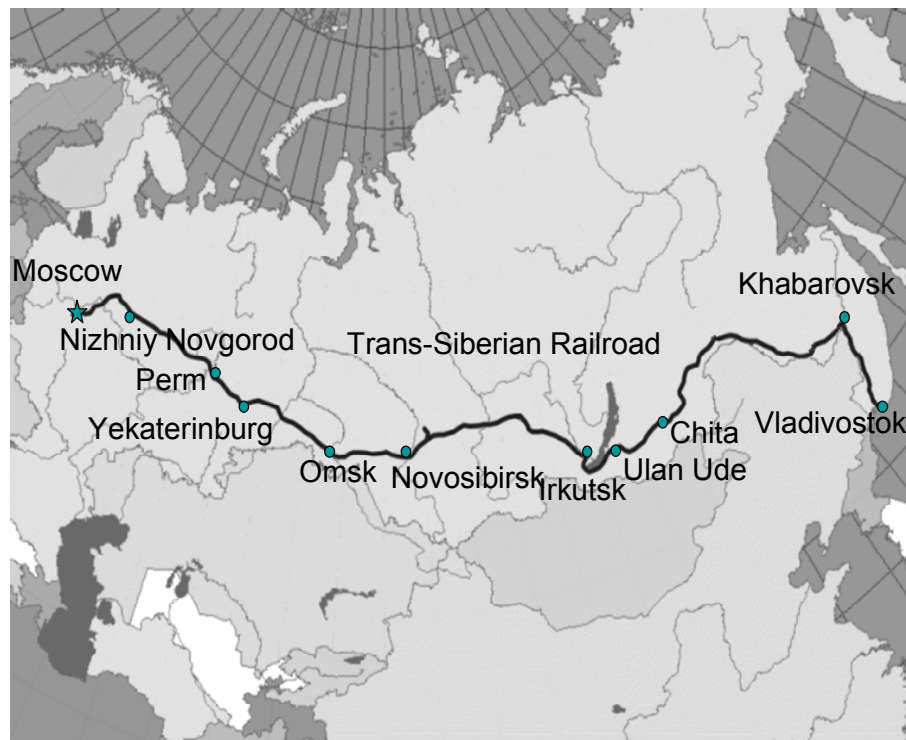 Moscow
Khabarovsk
Nizhniy Novgorod
Trans-Siberian Railroad
Perm
Yekaterinburg
Vladivostok
Chita
Omsk
Novosibirsk
Irkutsk
Ulan Ude